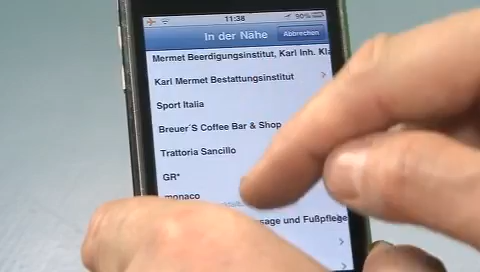 11:38
90%
In der Nähe
Abbrechen
Mermet Beerdigungsinstitut, Karl Inh. Kla
Karl Mermet Bestattungsinstitut
Sport Italia
Breuer´S Coffee Bar & Shop
Trattoria Sancillo
GR*
monaco
sage und Fußpflege